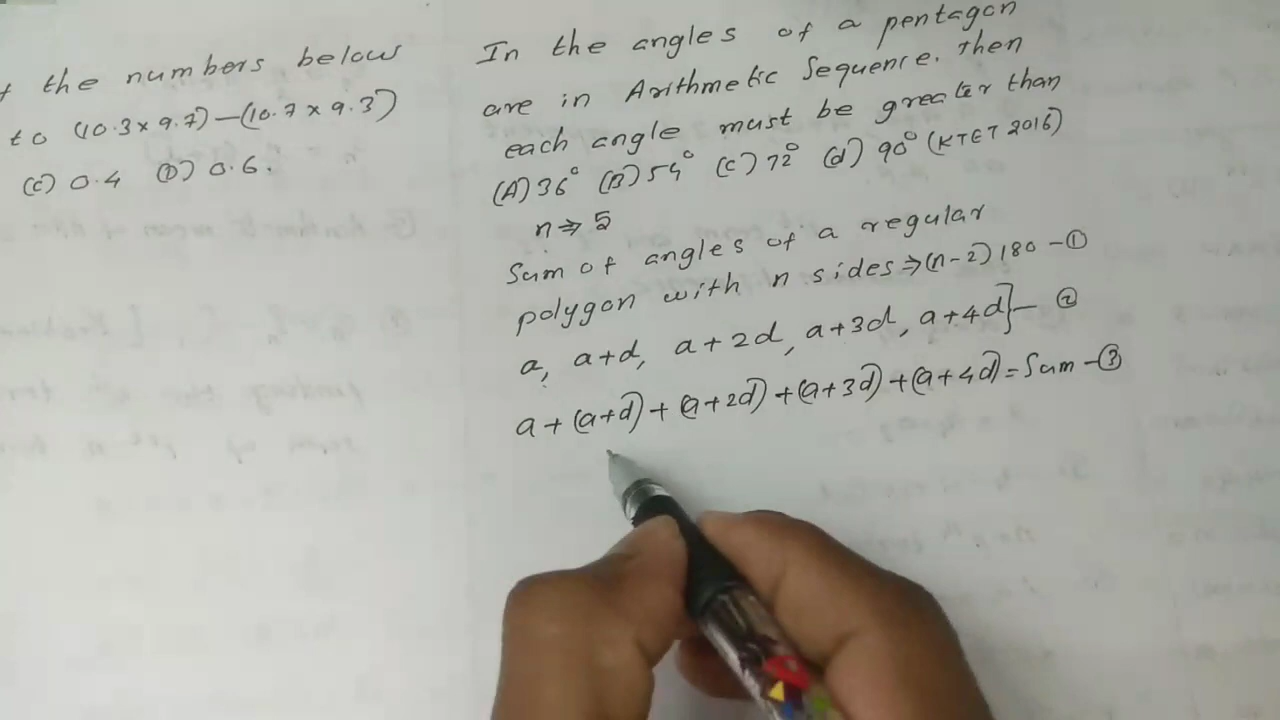 the numbers below
to (10.3×9.7)-(10.7×9.3)
(C) 0.4 (D) 0.6.
In the angles of a pentagon
are in Arithmetic Sequence. Then
each angle must be greater than
(A) 36° (B) 54° (C) 72° (d) 90° (KTET 2016)
n ⇒ 5
Sum of angles of a regular
polygon with n sides ⇒ (n-2) 180 - ①
a, a+d, a+2d, a+3d, a+4d} - ②
a + (a+d) + (a+2d) + (a+3d) + (a+4d) = Sum - ③